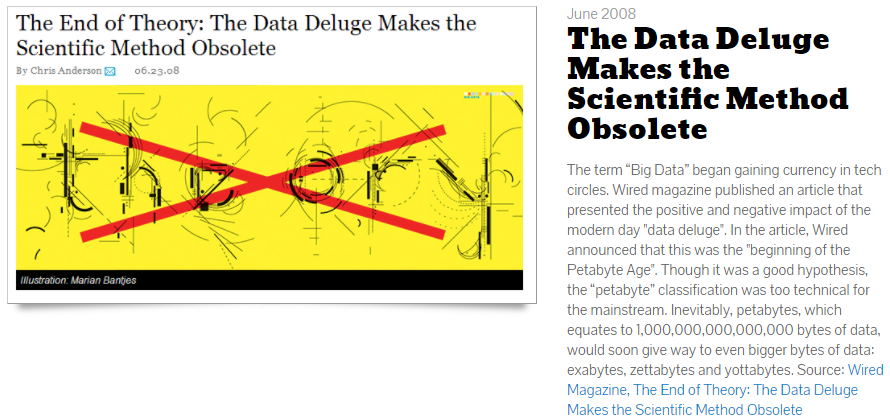 The End of Theory: The Data Deluge Makes the
Scientific Method Obsolete
By Chris Anderson 06.23.08
theory
Illustration: Marian Bantjes
June 2008
The Data Deluge
Makes the
Scientific Method
Obsolete
The term “Big Data” began gaining currency in tech
circles. Wired magazine published an article that
presented the positive and negative impact of the
modern day "data deluge". In the article, Wired
announced that this was the "beginning of the
Petabyte Age". Though it was a good hypothesis,
the “petabyte” classification was too technical for
the mainstream. Inevitably, petabytes, which
equates to 1,000,000,000,000,000 bytes of data,
would soon give way to even bigger bytes of data:
exabytes, zettabytes and yottabytes. Source: Wired
Magazine, The End of Theory: The Data Deluge
Makes the Scientific Method Obsolete